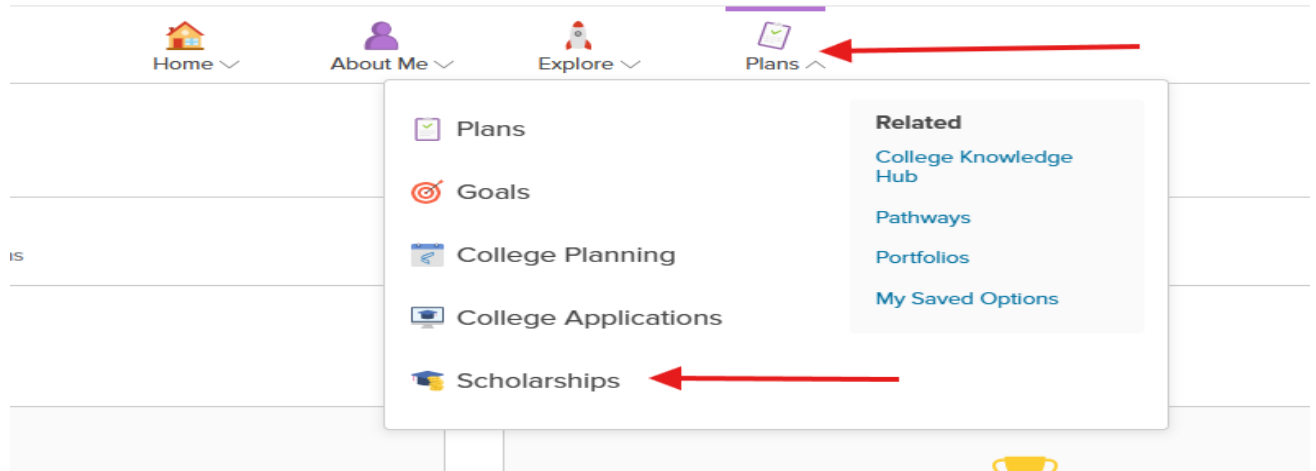 Home
About Me
Explore
Plans
Plans
Goals
College Planning
College Applications
Scholarships
Related
College Knowledge
Hub
Pathways
Portfolios
My Saved Options